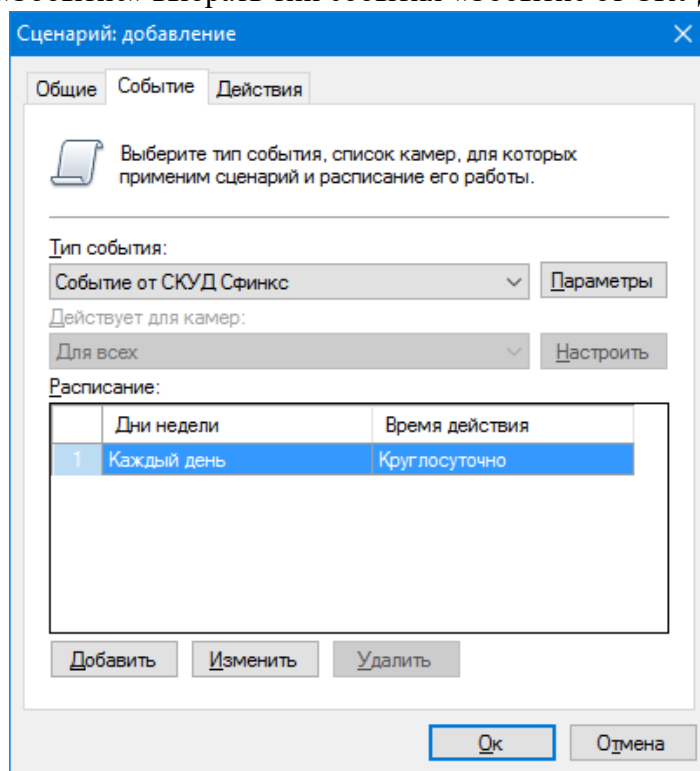 Сценарий: добавление
Общие Событие Действия
Выберите тип события, список камер, для которых
применим сценарий и расписание его работы.
Тип события:
Событие от СКУД Сфинкс Параметры
Действует для камер:
Для всех Настроить
Расписание:
Дни недели Время действия
1 Каждый день Круглосуточно
Добавить Изменить Удалить
Ок Отмена